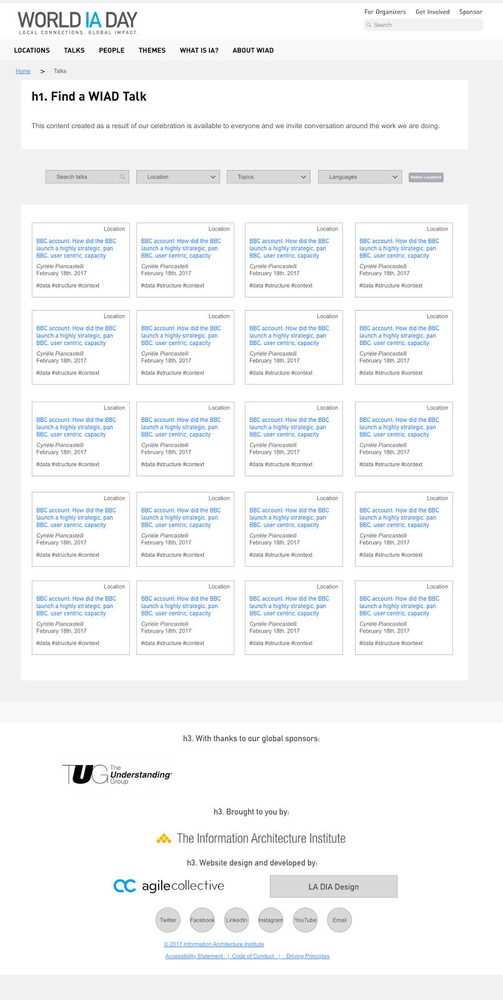 WORLD IA DAY
LOCAL CONNECTIONS. GLOBAL IMPACT.
For Organizers Get Involved Sponsor
Search
LOCATIONS TALKS PEOPLE THEMES WHAT IS IA? ABOUT WIAD
Home > Talks
h1. Find a WIAD Talk
This content created as a result of our celebration is available to everyone and we invite conversation around the work we are doing.
Search talks Location Topics Languages Refine Locations
Location Location Location Location
BBC account: How did the BBC BBC account: How did the BBC BBC account: How did the BBC BBC account: How did the BBC
launch a highly strategic, pan launch a highly strategic, pan launch a highly strategic, pan launch a highly strategic, pan
BBC, user centric, capacity BBC, user centric, capacity BBC, user centric, capacity BBC, user centric, capacity
Cyrièle Piancastelli Cyrièle Piancastelli Cyrièle Piancastelli Cyrièle Piancastelli
February 18th, 2017 February 18th, 2017 February 18th, 2017 February 18th, 2017
#data #structure #context #data #structure #context #data #structure #context #data #structure #context
Location Location Location Location
BBC account: How did the BBC BBC account: How did the BBC BBC account: How did the BBC BBC account: How did the BBC
launch a highly strategic, pan launch a highly strategic, pan launch a highly strategic, pan launch a highly strategic, pan
BBC, user centric, capacity BBC, user centric, capacity BBC, user centric, capacity BBC, user centric, capacity
Cyrièle Piancastelli Cyrièle Piancastelli Cyrièle Piancastelli Cyrièle Piancastelli
February 18th, 2017 February 18th, 2017 February 18th, 2017 February 18th, 2017
#data #structure #context #data #structure #context #data #structure #context #data #structure #context
Location Location Location Location
BBC account: How did the BBC BBC account: How did the BBC BBC account: How did the BBC BBC account: How did the BBC
launch a highly strategic, pan launch a highly strategic, pan launch a highly strategic, pan launch a highly strategic, pan
BBC, user centric, capacity BBC, user centric, capacity BBC, user centric, capacity BBC, user centric, capacity
Cyrièle Piancastelli Cyrièle Piancastelli Cyrièle Piancastelli Cyrièle Piancastelli
February 18th, 2017 February 18th, 2017 February 18th, 2017 February 18th, 2017
#data #structure #context #data #structure #context #data #structure #context #data #structure #context
Location Location Location Location
BBC account: How did the BBC BBC account: How did the BBC BBC account: How did the BBC BBC account: How did the BBC
launch a highly strategic, pan launch a highly strategic, pan launch a highly strategic, pan launch a highly strategic, pan
BBC, user centric, capacity BBC, user centric, capacity BBC, user centric, capacity BBC, user centric, capacity
Cyrièle Piancastelli Cyrièle Piancastelli Cyrièle Piancastelli Cyrièle Piancastelli
February 18th, 2017 February 18th, 2017 February 18th, 2017 February 18th, 2017
#data #structure #context #data #structure #context #data #structure #context #data #structure #context
Location Location Location Location
BBC account: How did the BBC BBC account: How did the BBC BBC account: How did the BBC BBC account: How did the BBC
launch a highly strategic, pan launch a highly strategic, pan launch a highly strategic, pan launch a highly strategic, pan
BBC, user centric, capacity BBC, user centric, capacity BBC, user centric, capacity BBC, user centric, capacity
Cyrièle Piancastelli Cyrièle Piancastelli Cyrièle Piancastelli Cyrièle Piancastelli
February 18th, 2017 February 18th, 2017 February 18th, 2017 February 18th, 2017
#data #structure #context #data #structure #context #data #structure #context #data #structure #context
h3. With thanks to our global sponsors:
TUG The
Understanding
Group
h3. Brought to you by:
The Information Architecture Institute
h3. Website design and developed by:
agilecollective LA DIA Design
Twitter Facebook LinkedIn Instagram YouTube Email
© 2017 Information Architecture Institute
Accessibility Statement | Code of Conduct | Driving Principles